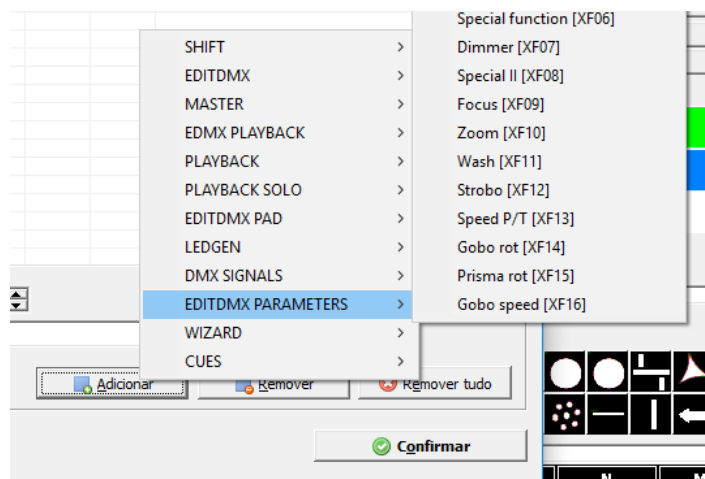 SHIFT
EDITDMX
MASTER
EDMX PLAYBACK
PLAYBACK
PLAYBACK SOLO
EDITDMX PAD
LEDGEN
DMX SIGNALS
EDITDMX PARAMETERS
WIZARD
CUES
Special function [XF06]
Dimmer [XF07]
Special II [XF08]
Focus [XF09]
Zoom [XF10]
Wash [XF11]
Strobo [XF12]
Speed P/T [XF13]
Gobo rot [XF14]
Prisma rot [XF15]
Gobo speed [XF16]
Adicionar
Remover
Remover tudo
Confirmar